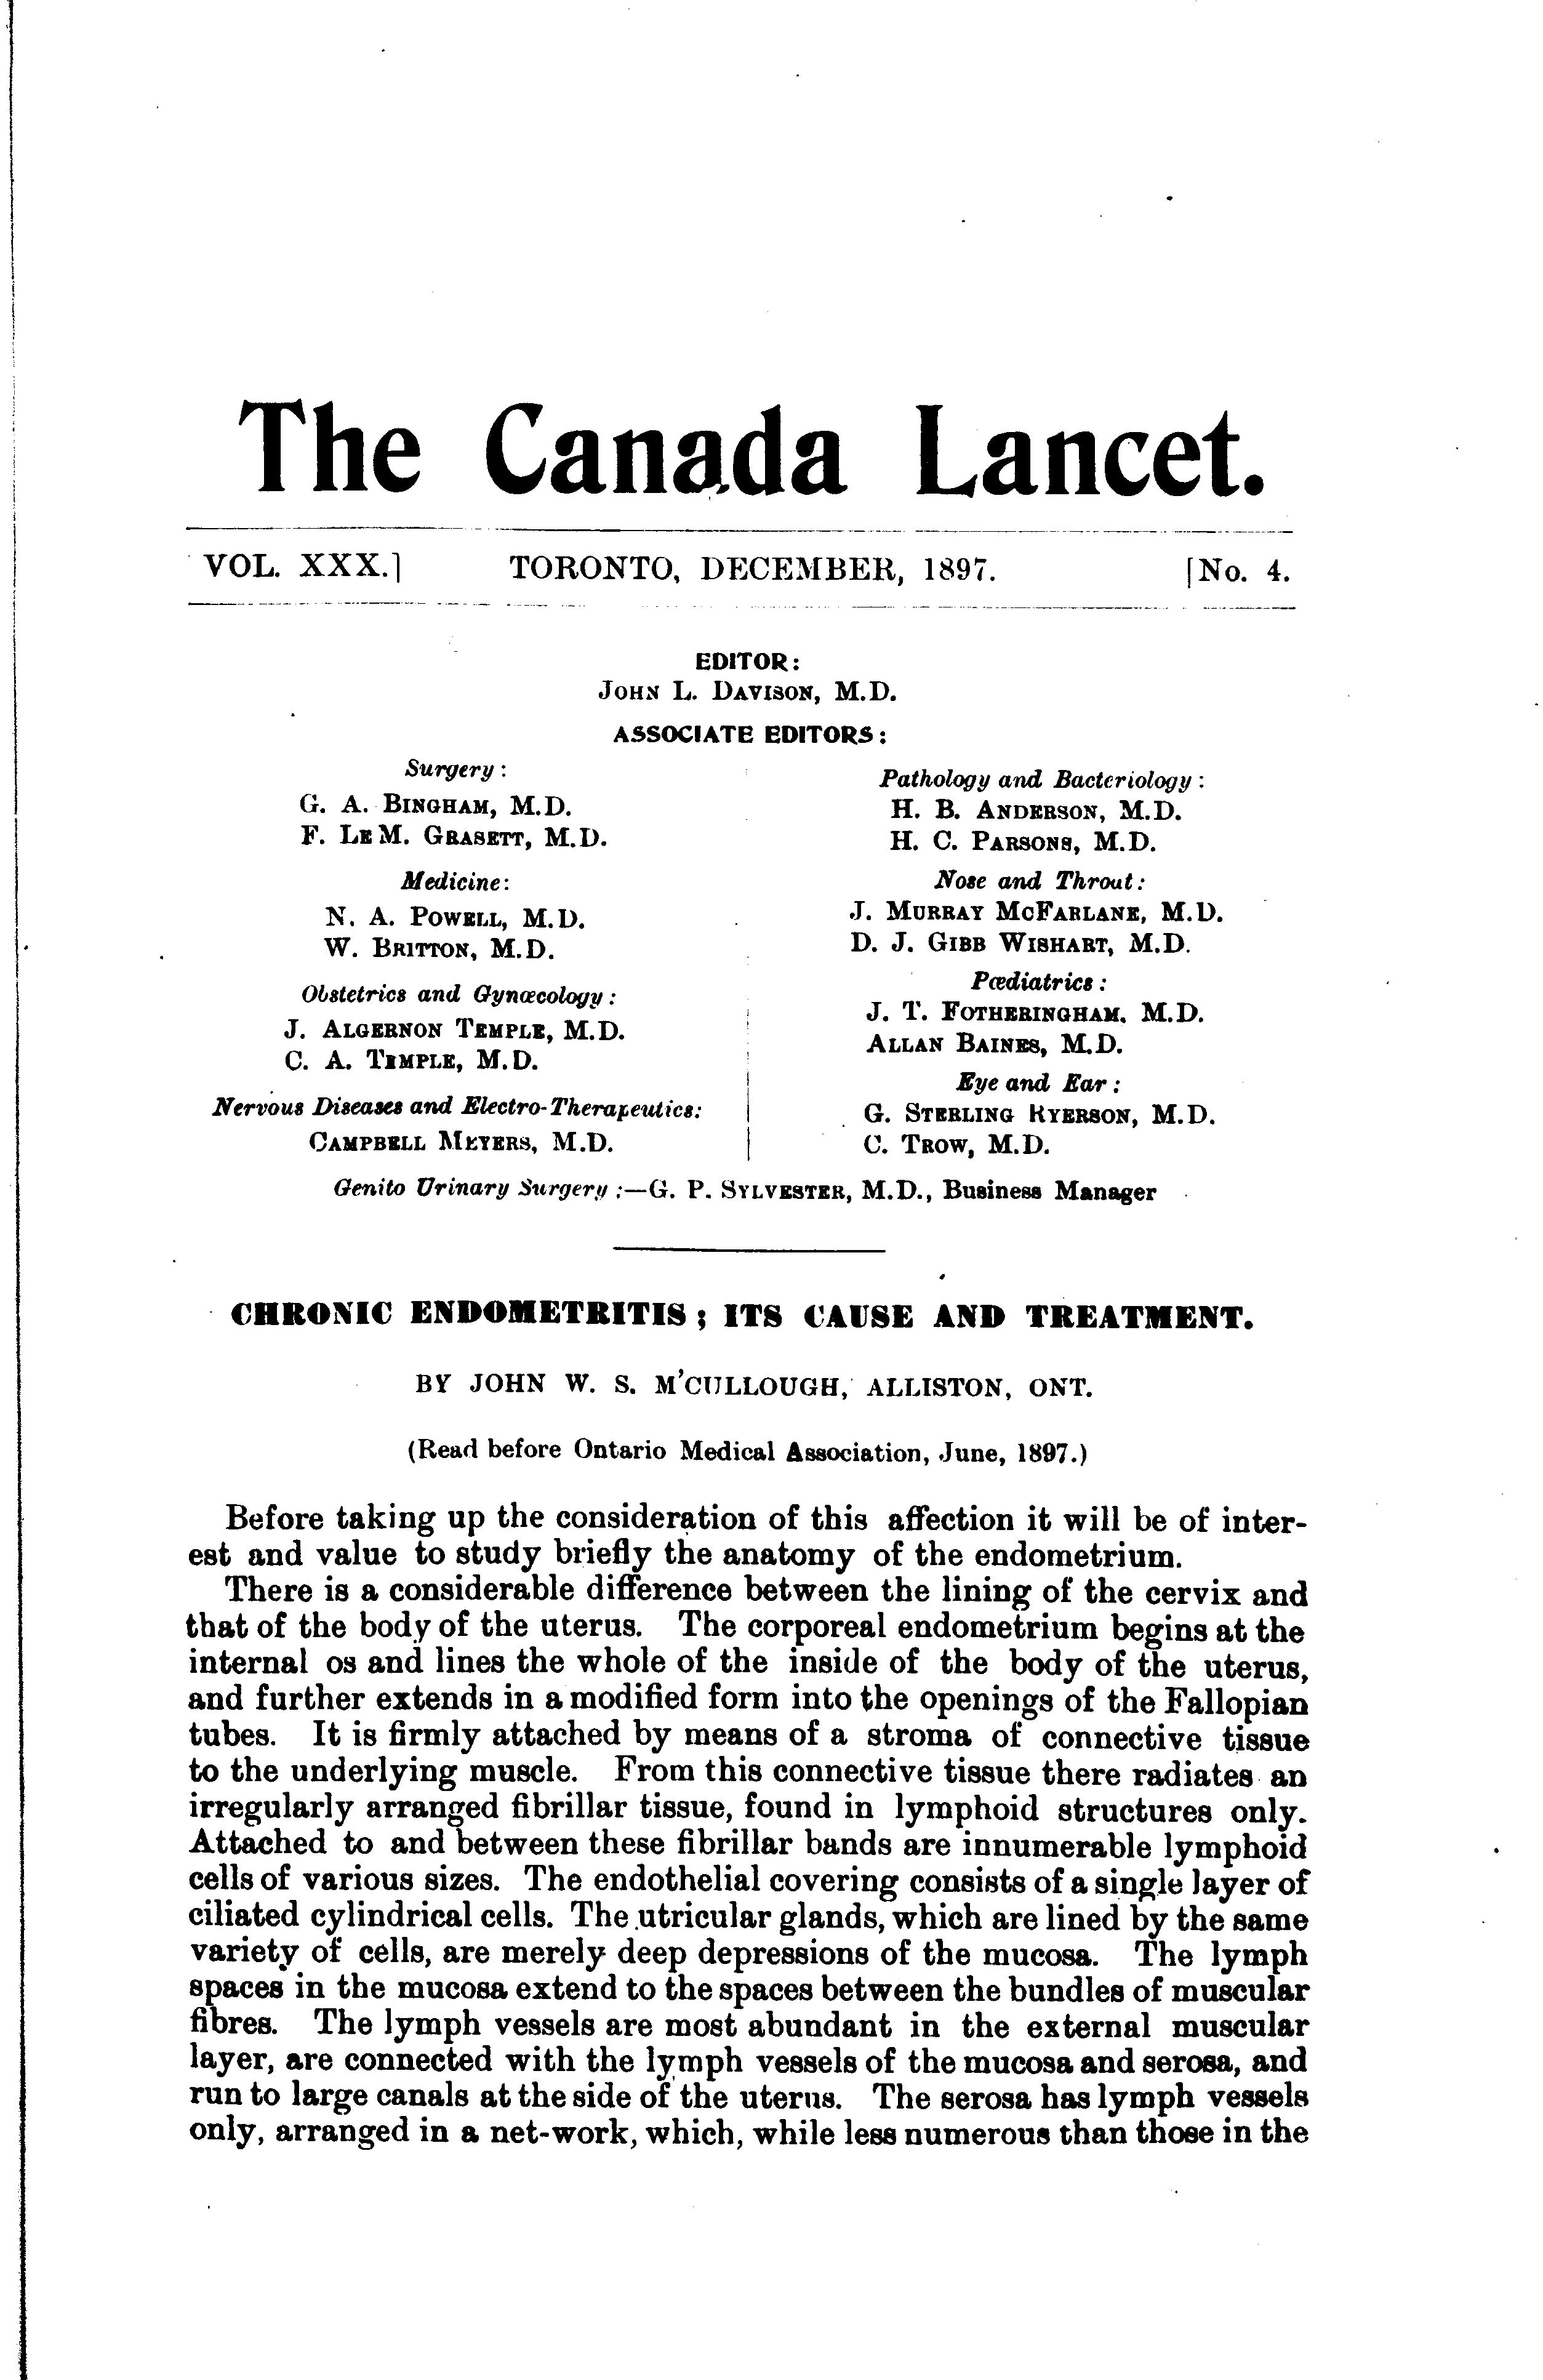 The Canada Lancet.
VOL. XXX.] TORONTO, DECEMBER, 1897. [No. 4.
EDITOR:
JOHN L. DAVISON, M.D.
ASSOCIATE EDITORS:
Surgery:
G. A. BINGHAM, M.D.
F. LE M. GRASETT, M.D.
Medicine:
N. A. POWELL, M.D.
W. BRITTON, M.D.
Obstetrics and Gynœcology:
J. ALGERNON TEMPLE, M.D.
C. A. TEMPLE, M.D.
Nervous Diseases and Electro-Therapeutics:
CAMPBELL MEYERS, M.D.
Pathology and Bacteriology:
H. B. ANDERSON, M.D.
H. C. PARSONS, M.D.
Nose and Throat:
J. MURRAY MCFARLANE, M.D.
D. J. GIBB WISHART, M.D.
Pœdiatrics:
J. T. FOTHERINGHAM, M.D.
ALLAN BAINES, M.D.
Eye and Ear:
G. STERLING RYERSON, M.D.
C. TROW, M.D.
Genito Urinary Surgery:—G. P. SYLVESTER, M.D., Business Manager
CHRONIC ENDOMETRITIS; ITS CAUSE AND TREATMENT.
BY JOHN W. S. M'CULLOUGH, ALLISTON, ONT.
(Read before Ontario Medical Association, June, 1897.)
Before taking up the consideration of this affection it will be of inter-
est and value to study briefly the anatomy of the endometrium.
There is a considerable difference between the lining of the cervix and
that of the body of the uterus. The corporeal endometrium begins at the
internal os and lines the whole of the inside of the body of the uterus,
and further extends in a modified form into the openings of the Fallopian
tubes. It is firmly attached by means of a stroma of connective tissue
to the underlying muscle. From this connective tissue there radiates an
irregularly arranged fibrillar tissue, found in lymphoid structures only.
Attached to and between these fibrillar bands are innumerable lymphoid
cells of various sizes. The endothelial covering consists of a single layer of
ciliated cylindrical cells. The utricular glands, which are lined by the same
variety of cells, are merely deep depressions of the mucosa. The lymph
spaces in the mucosa extend to the spaces between the bundles of muscular
fibres. The lymph vessels are most abundant in the external muscular
layer, are connected with the lymph vessels of the mucosa and serosa, and
run to large canals at the side of the uterus. The serosa has lymph vessels
only, arranged in a net-work, which, while less numerous than those in the